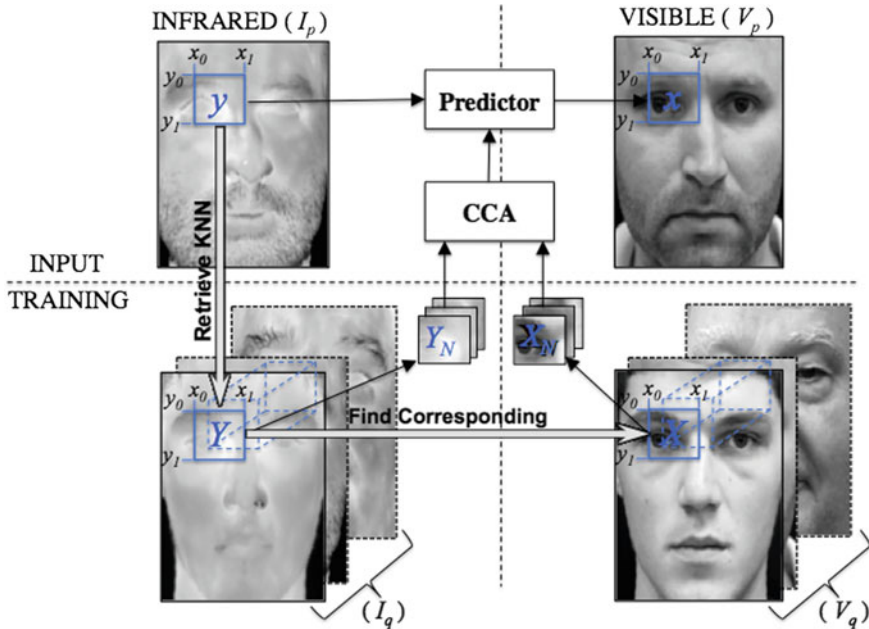 INFRARED (I_p)
VISIBLE (V_p)
x_0 x_1
y_0
y
y_1
Predictor
x_0 x_1
y_0
x
y_1
CCA
Retrieve KNN
INPUT
TRAINING
Y_N
X_N
x_0 x_1
y_0
Y
y_1
Find Corresponding
x_0 x_1
y_0
X
y_1
(I_q)
(V_q)